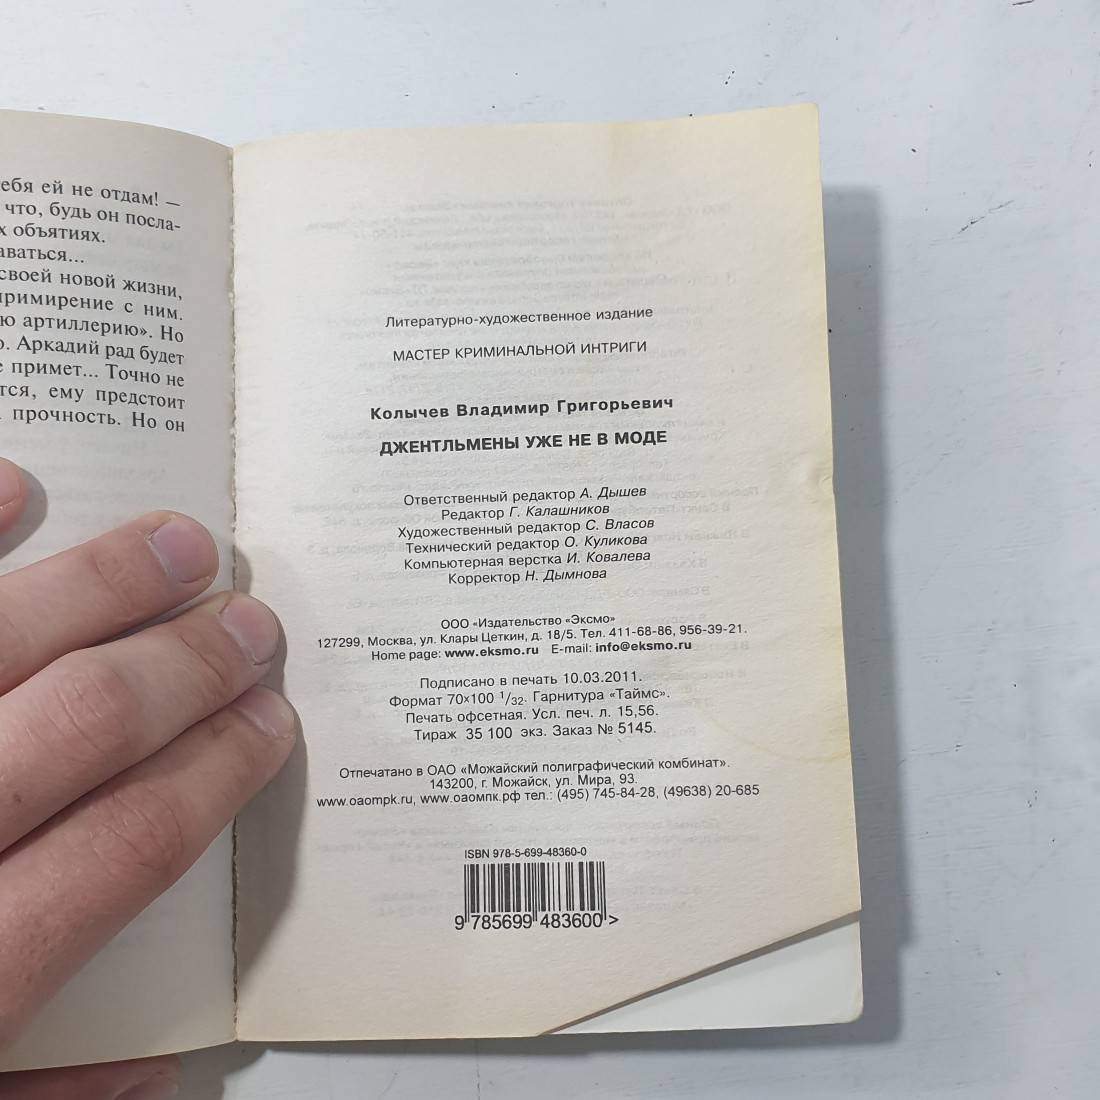 ебя ей не отдам! —
что, будь он посла-
х объятиях.
аваться...
своей новой жизни,
примирение с ним.
ю артиллерию». Но
о. Аркадий рад будет
е примет... Точно не
тся, ему предстоит
прочность. Но он
Литературно-художественное издание
МАСТЕР КРИМИНАЛЬНОЙ ИНТРИГИ
Колычев Владимир Григорьевич
ДЖЕНТЛЬМЕНЫ УЖЕ НЕ В МОДЕ
Ответственный редактор А. Дышев
Редактор Г. Калашников
Художественный редактор С. Власов
Технический редактор О. Куликова
Компьютерная верстка И. Ковалева
Корректор Н. Дымнова
ООО «Издательство «Эксмо»
127299, Москва, ул. Клары Цеткин, д. 18/5. Тел. 411-68-86, 956-39-21.
Home page: www.eksmo.ru E-mail: info@eksmo.ru
Подписано в печать 10.03.2011.
Формат 70×100 1/32. Гарнитура «Таймс».
Печать офсетная. Усл. печ. л. 15,56.
Тираж 35 100 экз. Заказ № 5145.
Отпечатано в ОАО «Можайский полиграфический комбинат».
143200, г. Можайск, ул. Мира, 93.
www.oaompk.ru, www.оаомпк.рф тел.: (495) 745-84-28, (49638) 20-685
ISBN 978-5-699-48360-0
9 785699 483600 >